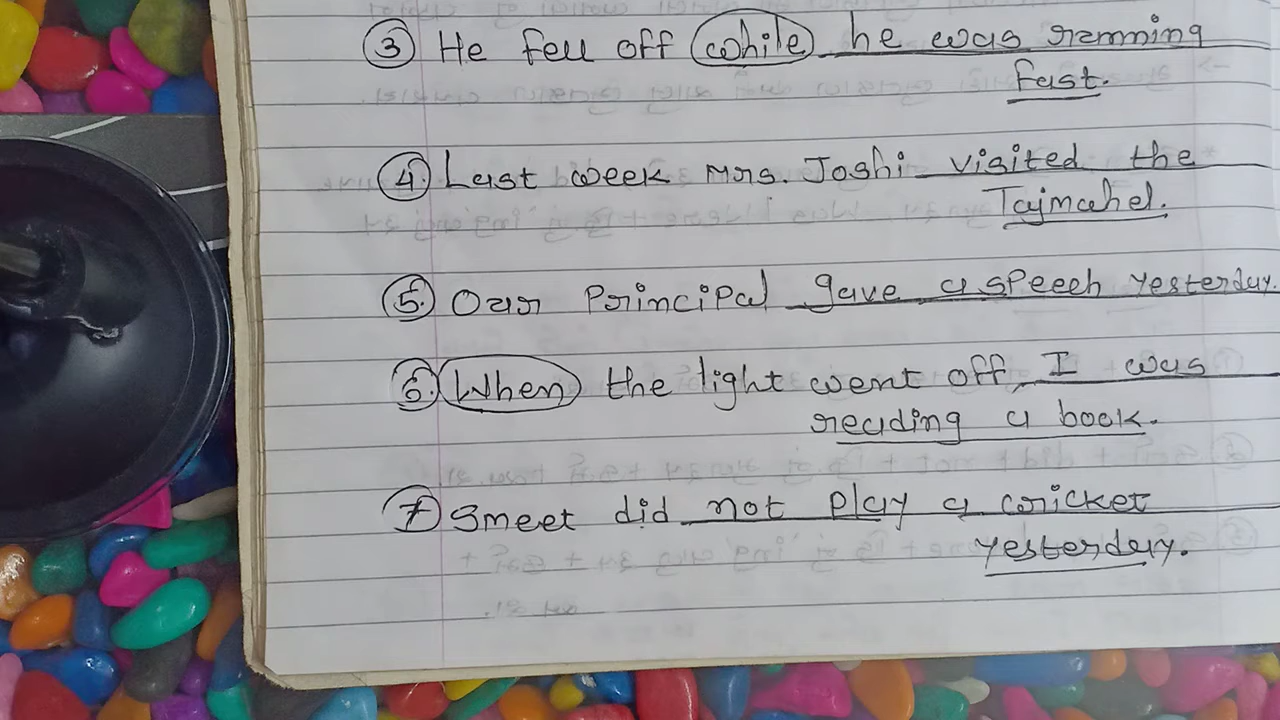 ③ He fell off while he was running
fast.
④ Last week Mrs. Joshi visited the
Tajmahel.
⑤ Our Principal gave a speech yesterday.
⑥ When the light went off, I was
reading a book.
⑦ Smeet did not play a cricket
yesterday.